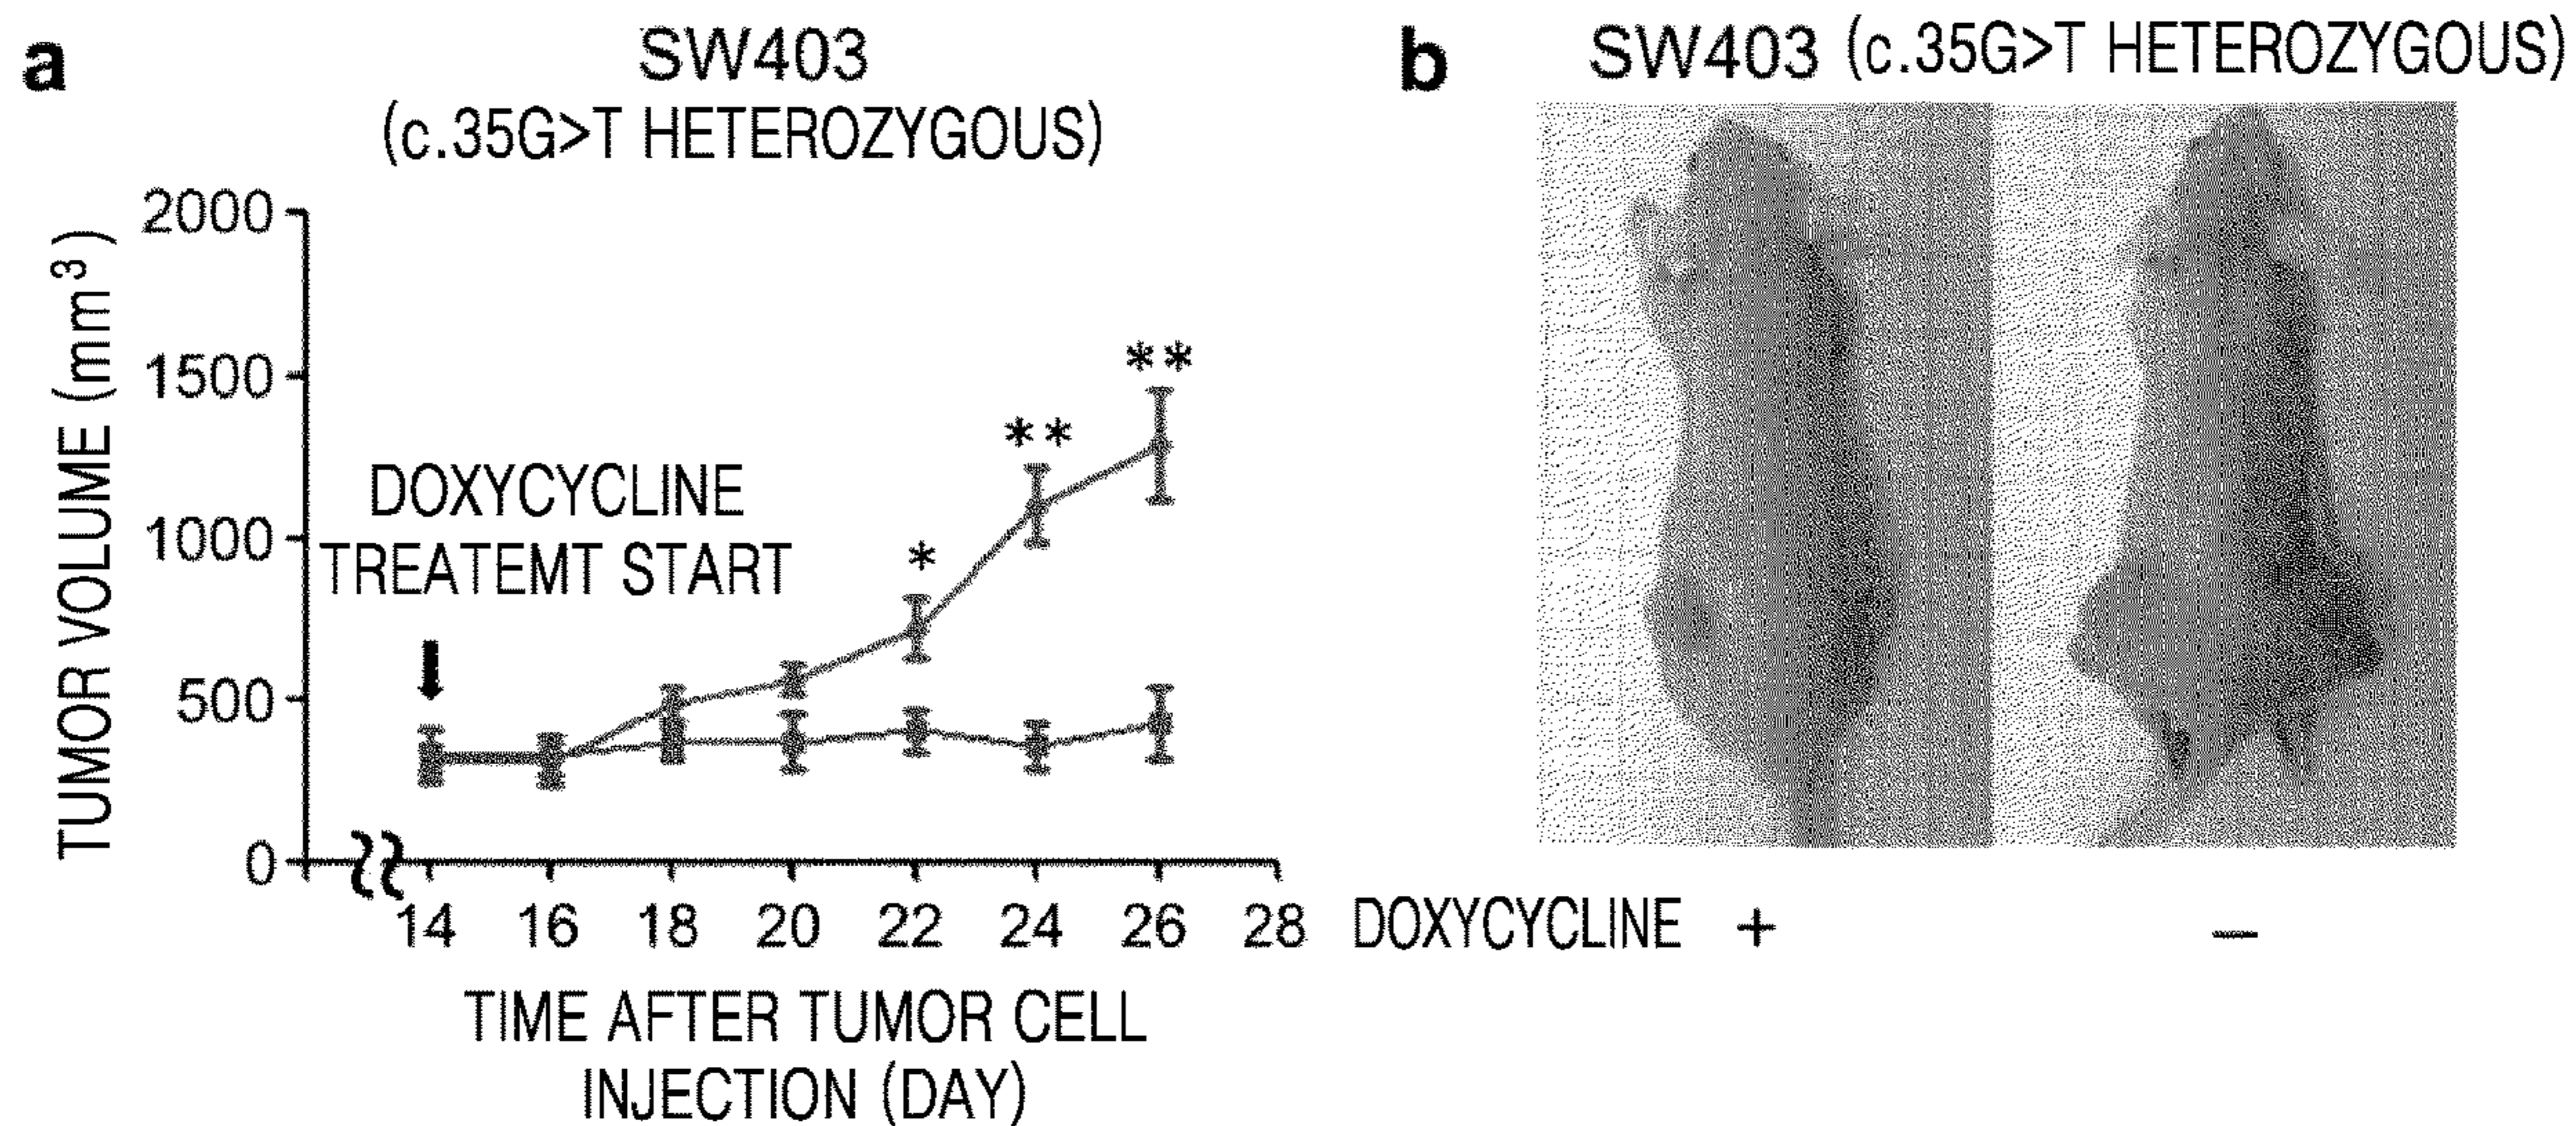 a
SW403
(c.35G>T HETEROZYGOUS)
TUMOR VOLUME (mm³)
2000
1500
1000
500
0
DOXYCYCLINE
TREATEMT START
*
**
**
14 16 18 20 22 24 26 28
TIME AFTER TUMOR CELL
INJECTION (DAY)
b
SW403 (c.35G>T HETEROZYGOUS)
DOXYCYCLINE + −